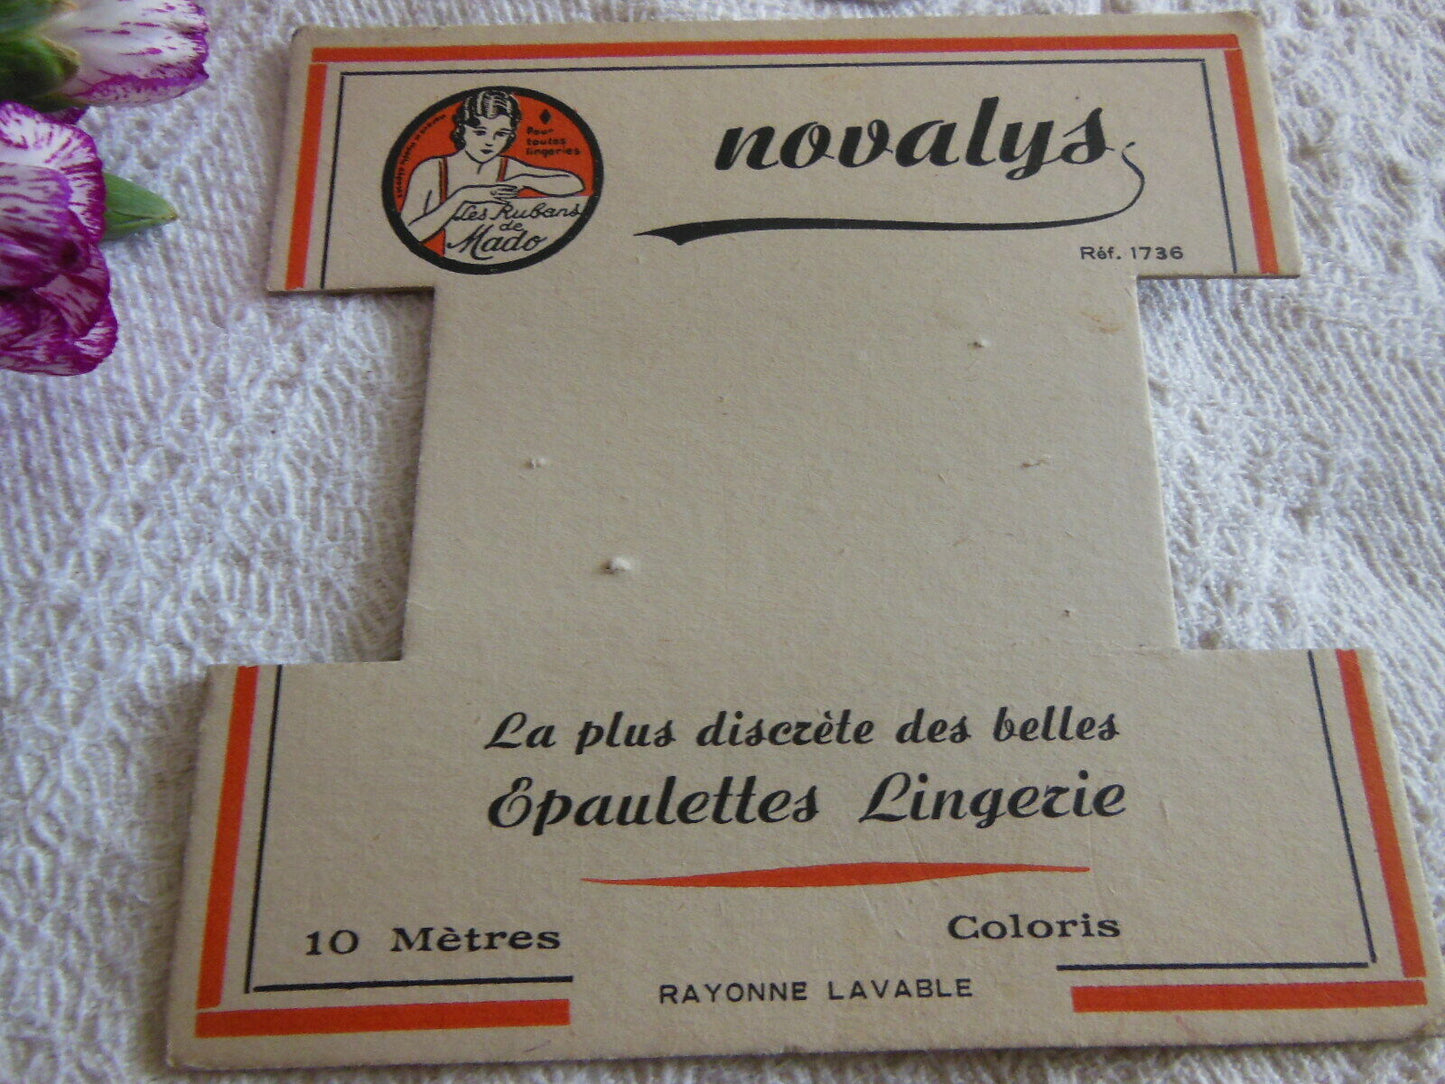 Pour
toutes
lingeries
Les Rubans
de
Mado
novalys
Réf. 1736
La plus discrète des belles
Épaulettes Lingerie
10 Mètres
Coloris
RAYONNE LAVABLE